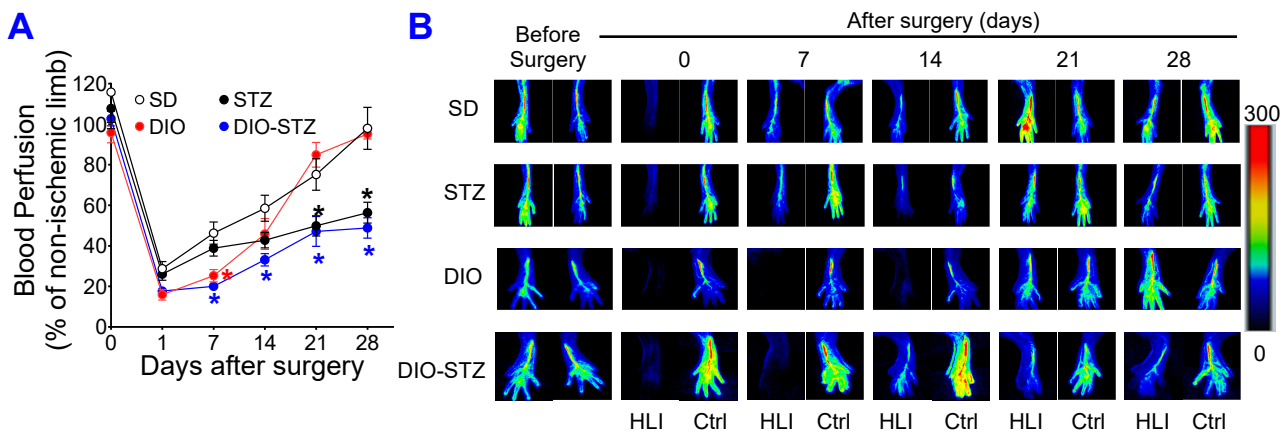 A
Blood Perfusion
(% of non-ischemic limb)
120
100
80
60
40
20
0
SD
STZ
DIO
DIO-STZ
*
*
*
*
*
*
*
0
1
7
14
21
28
Days after surgery
B
Before
Surgery
After surgery (days)
0
7
14
21
28
SD
STZ
DIO
DIO-STZ
HLI
Ctrl
HLI
Ctrl
HLI
Ctrl
HLI
Ctrl
HLI
Ctrl
300
0